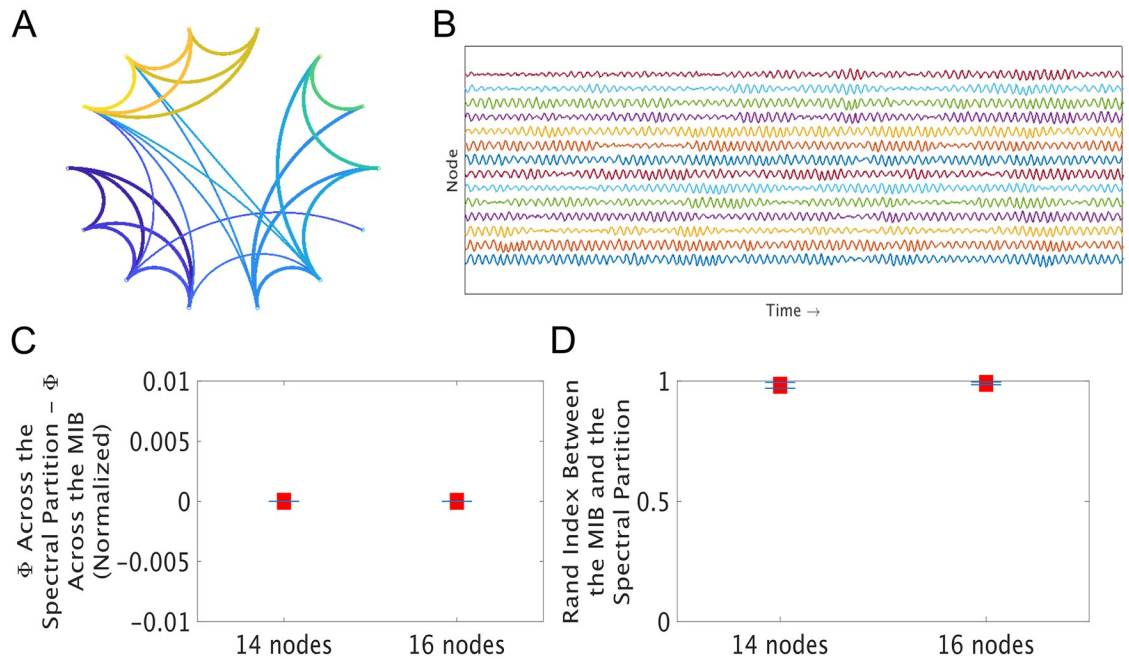 A
B
Node
Time →
C
Φ Across the
Spectral Partition − Φ
Across the MIB
(Normalized)
0.01
0.005
0
−0.005
−0.01
14 nodes
16 nodes
D
Rand Index Between
the MIB and the
Spectral Partition
1
0.5
0
14 nodes
16 nodes